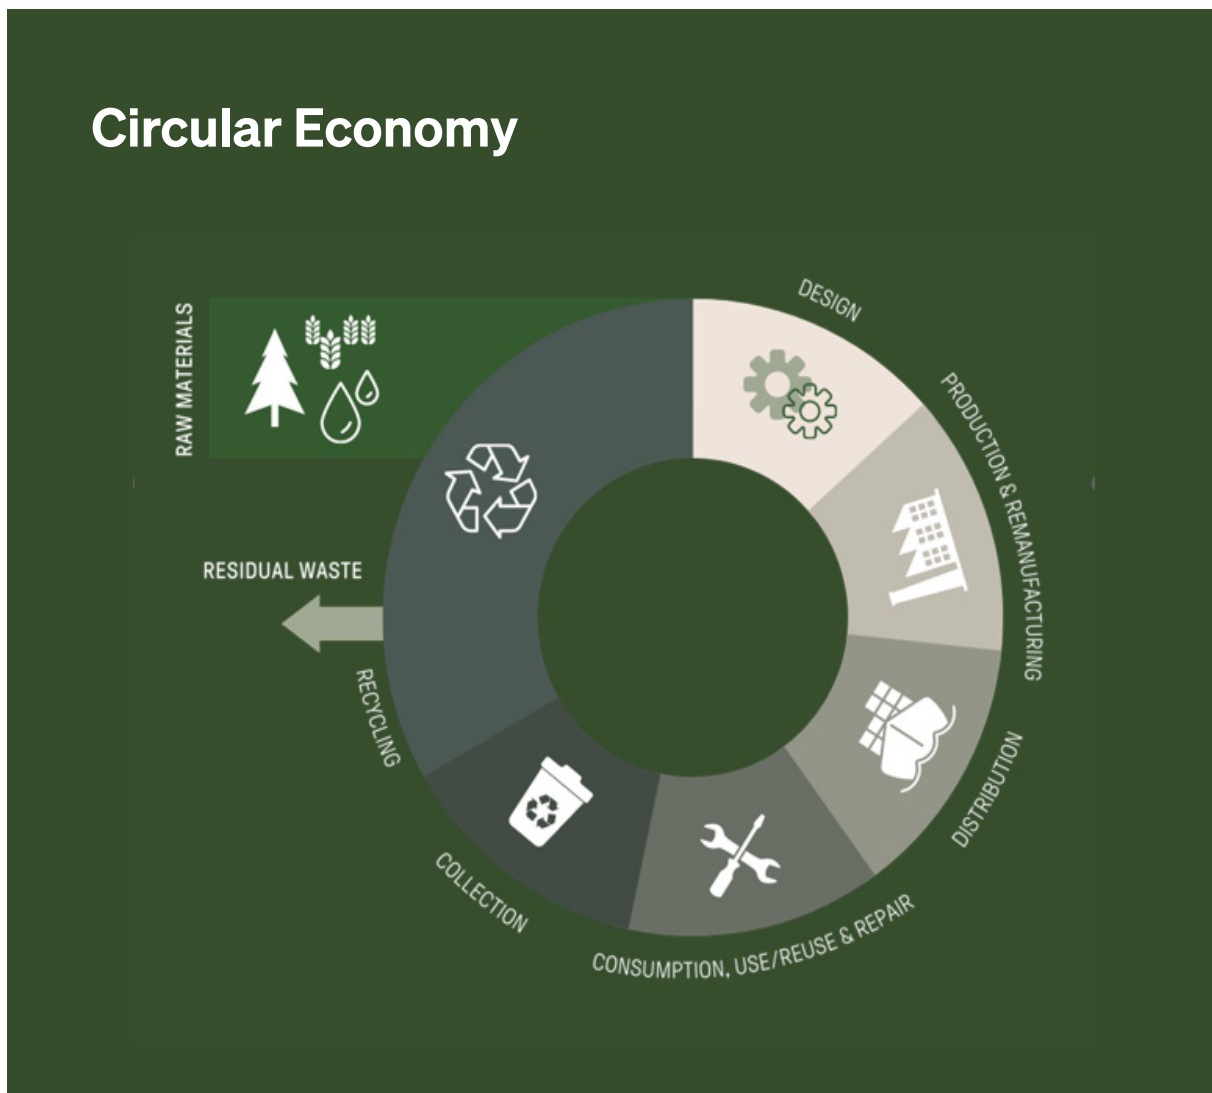 Circular Economy
RAW MATERIALS
DESIGN
PRODUCTION & REMANUFACTURING
DISTRIBUTION
CONSUMPTION, USE/REUSE & REPAIR
COLLECTION
RECYCLING
RESIDUAL WASTE